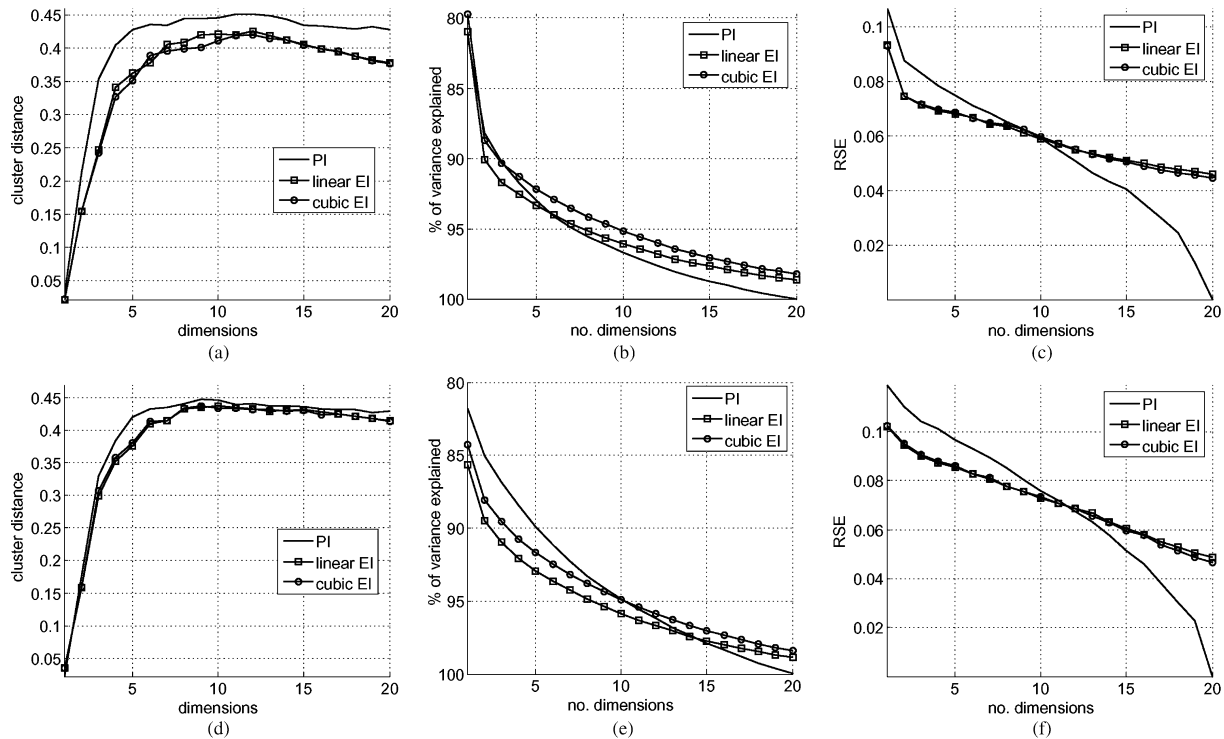 cluster distance
0.45
0.4
0.35
0.3
0.25
0.2
0.15
0.1
0.05
PI
linear EI
cubic EI
5
10
15
20
dimensions
(a)
% of variance explained
80
85
90
95
100
PI
linear EI
cubic EI
5
10
15
20
no. dimensions
(b)
RSE
0.1
0.08
0.06
0.04
0.02
PI
linear EI
cubic EI
5
10
15
20
no. dimensions
(c)
cluster distance
0.45
0.4
0.35
0.3
0.25
0.2
0.15
0.1
0.05
PI
linear EI
cubic EI
5
10
15
20
dimensions
(d)
% of variance explained
80
85
90
95
100
PI
linear EI
cubic EI
5
10
15
20
no. dimensions
(e)
RSE
0.1
0.08
0.06
0.04
0.02
PI
linear EI
cubic EI
5
10
15
20
no. dimensions
(f)